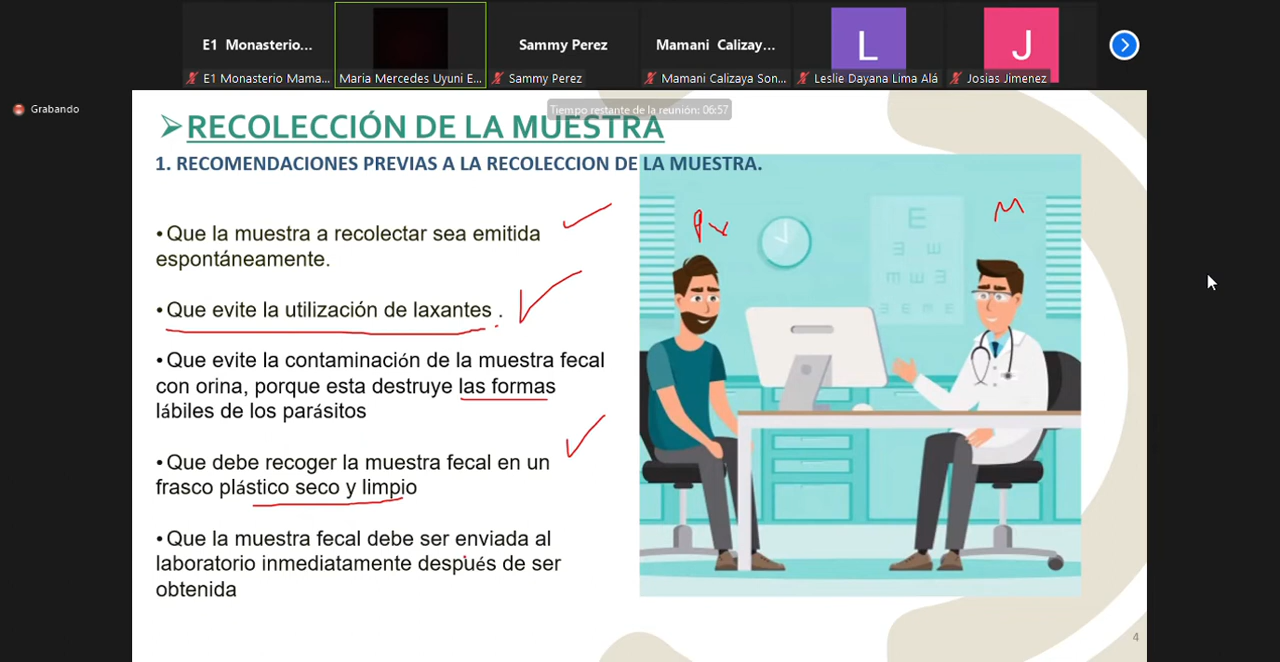 E1 Monasterio...
Sammy Perez
Mamani Calizay...
L
J
E1 Monasterio Mama...
Maria Mercedes Uyuni E...
Sammy Perez
Mamani Calizaya Son...
Leslie Dayana Lima Alá
Josias Jimenez
Grabando
Tiempo restante de la reunión: 06:57
➢RECOLECCIÓN DE LA MUESTRA
1. RECOMENDACIONES PREVIAS A LA RECOLECCION DE LA MUESTRA.
• Que la muestra a recolectar sea emitida
espontáneamente.
• Que evite la utilización de laxantes .
• Que evite la contaminación de la muestra fecal
con orina, porque esta destruye las formas
lábiles de los parásitos
• Que debe recoger la muestra fecal en un
frasco plástico seco y limpio
• Que la muestra fecal debe ser enviada al
laboratorio inmediatamente después de ser
obtenida
Px
M
E
4